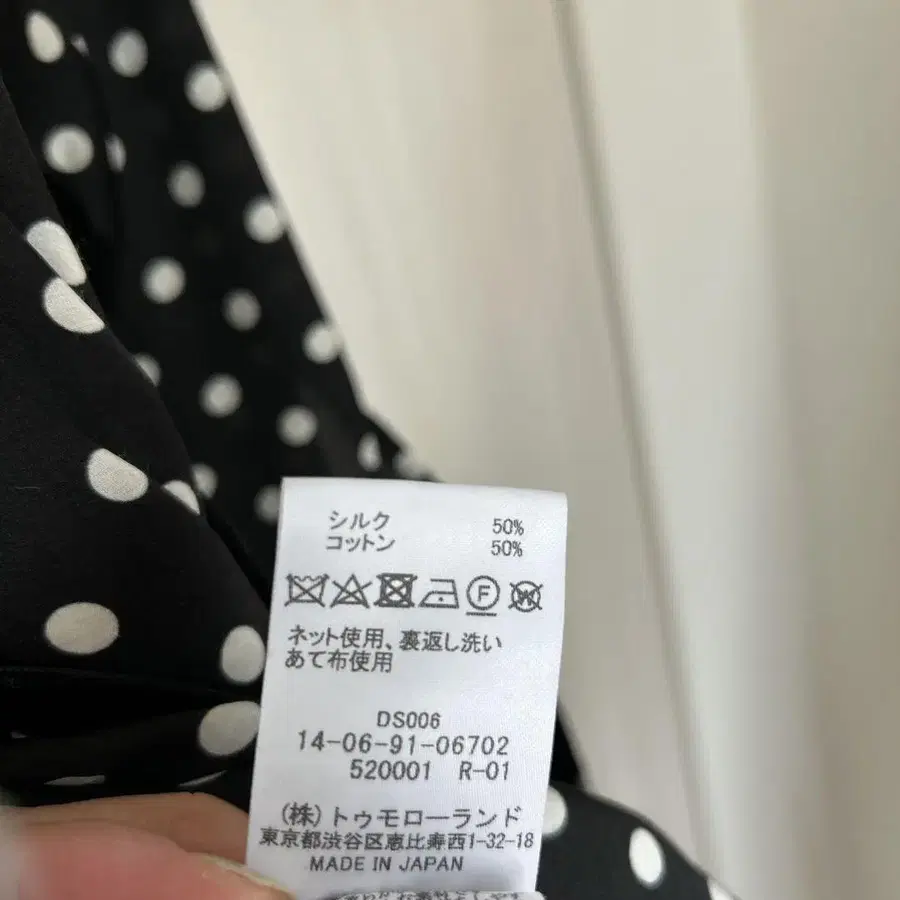 シルク 50%
コットン 50%
F W
ネット使用、裏返し洗い
あて布使用
DS006
14-06-91-06702
520001 R-01
(株)トゥモローランド
東京都渋谷区恵比寿西1-32-18
MADE IN JAPAN